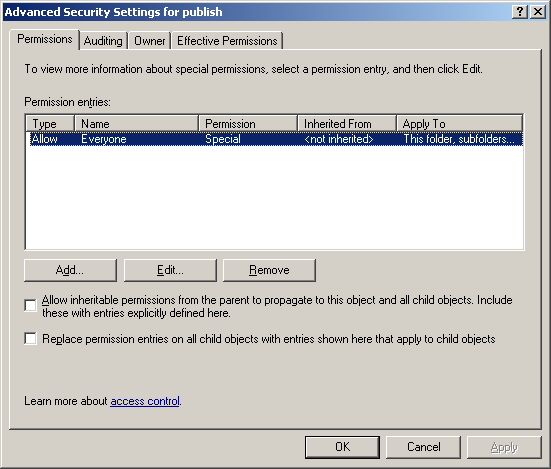 Advanced Security Settings for publish
Permissions Auditing Owner Effective Permissions
To view more information about special permissions, select a permission entry, and then click Edit.
Permission entries:
Type Name Permission Inherited From Apply To
Allow Everyone Special <not inherited> This folder, subfolders...
Add... Edit... Remove
Allow inheritable permissions from the parent to propagate to this object and all child objects. Include
these with entries explicitly defined here.
Replace permission entries on all child objects with entries shown here that apply to child objects
Learn more about access control.
OK Cancel Apply